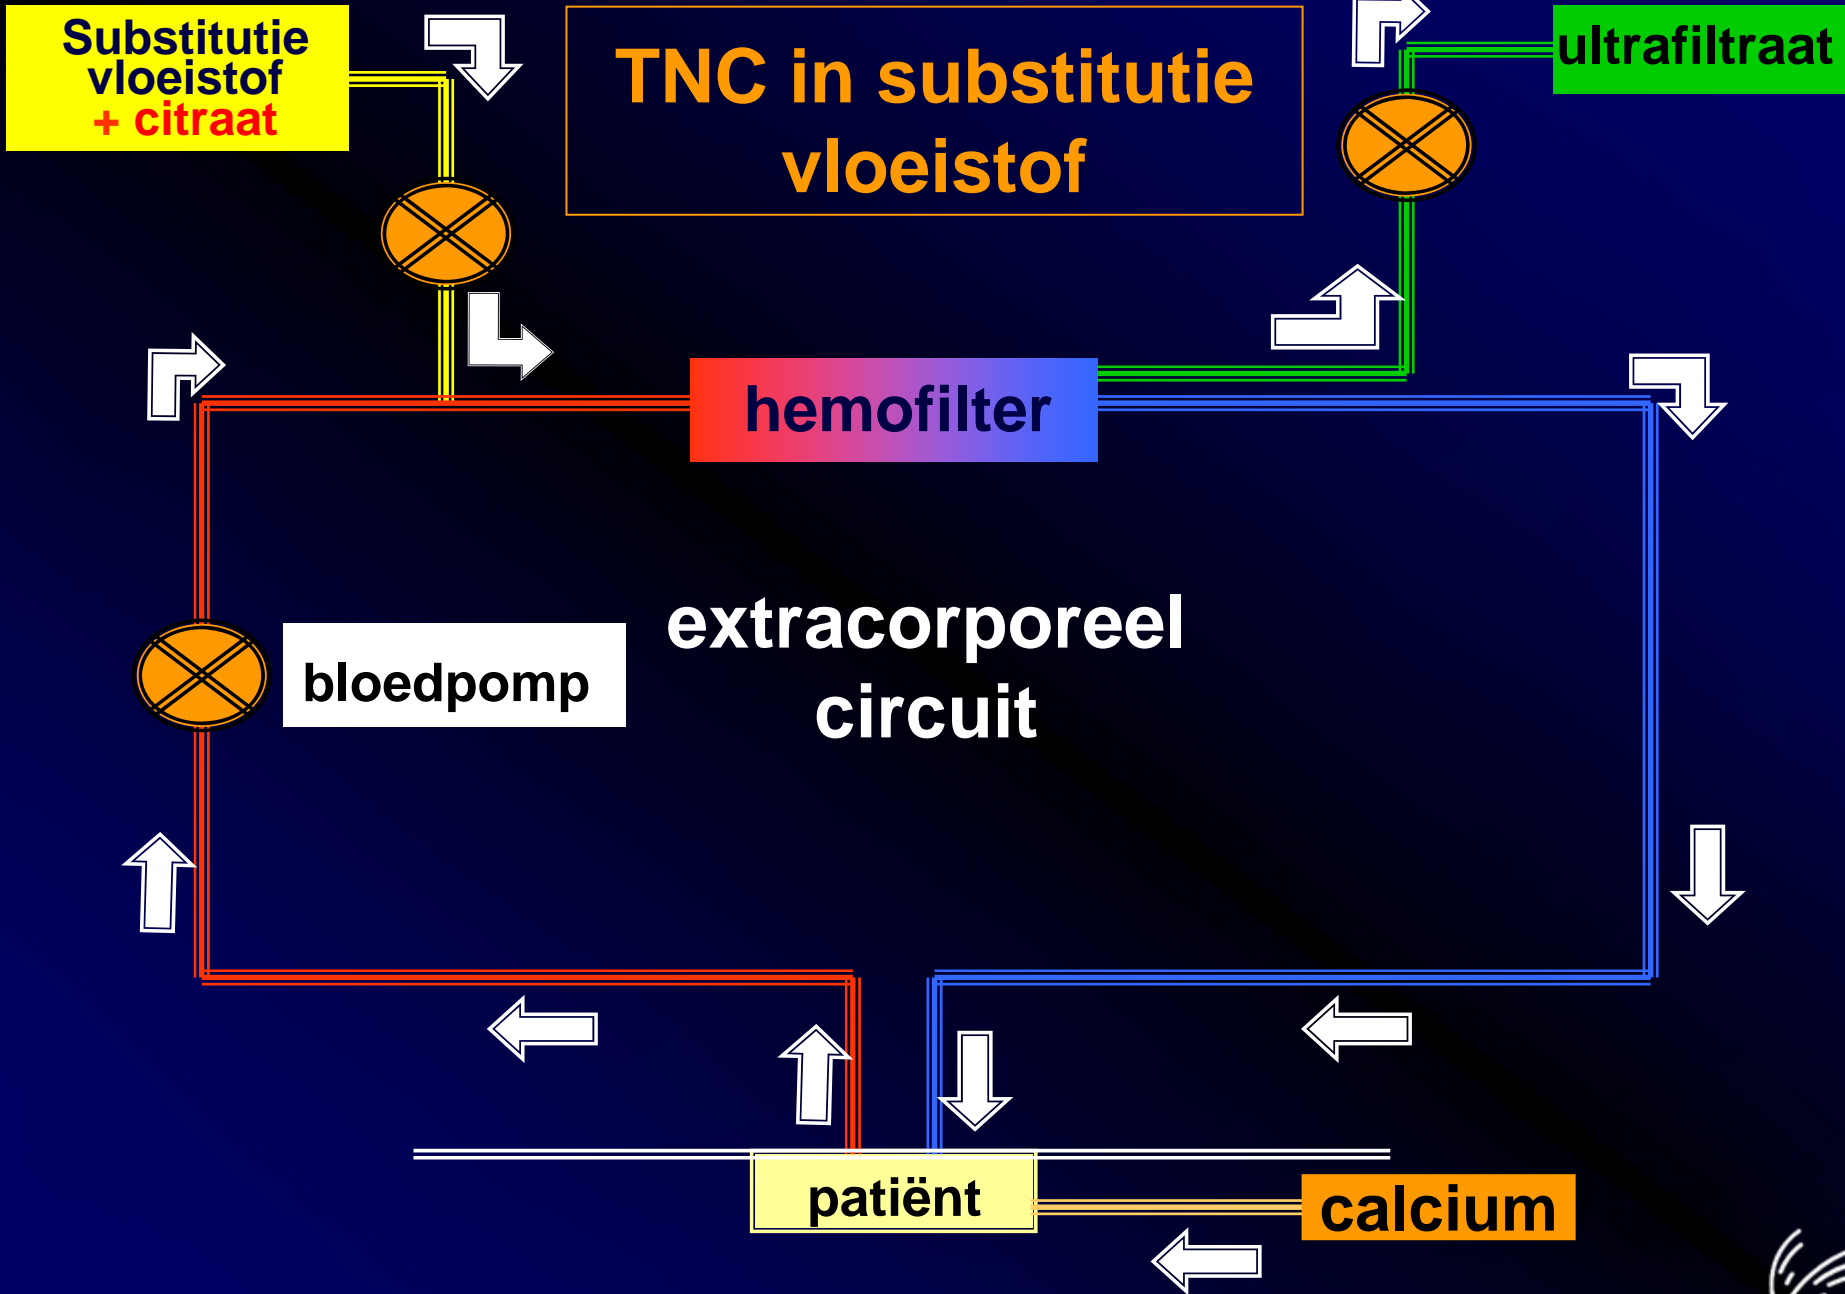 Substitutie
vloeistof
+ citraat
TNC in substitutie
vloeistof
ultrafiltraat
hemofilter
extracorporeel
circuit
bloedpomp
patiënt
calcium